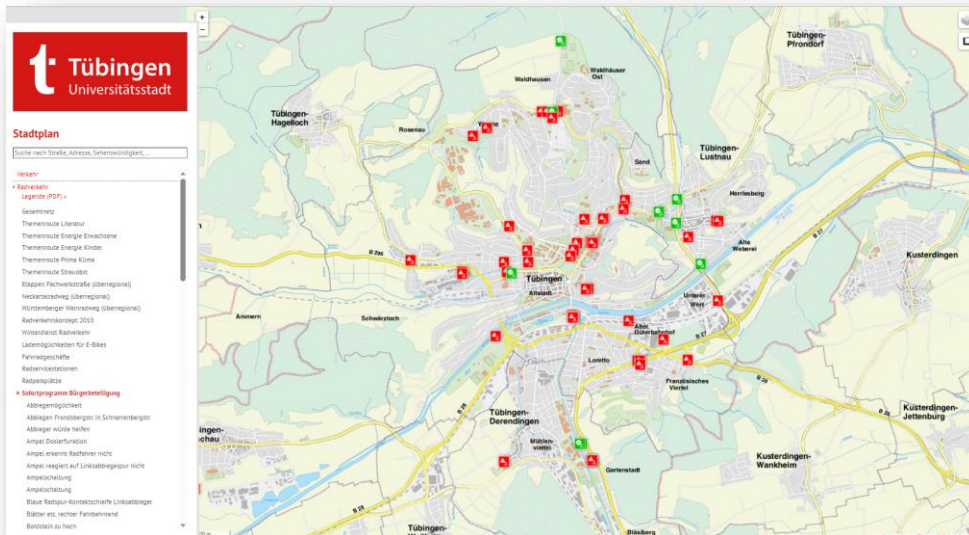 Tübingen
Universitätsstadt
Stadtplan
Suche nach Straße, Adresse, Sehenswürdigkeit, ...
Verkehr
Radverkehr
Legende (PDF) »
Gesamtnetz
Themenroute Literatur
Themenroute Energie Erwachsene
Themenroute Energie Kinder
Themenroute Prima Klima
Themenroute Streuobst
Etappen Fachwerkstraße (überregional)
Neckartalradweg (überregional)
Württemberger Weinradweg (überregional)
Radverkehrskonzept 2010
Winterdienst Radverkehr
Lademöglichkeiten für E-Bikes
Fahrradgeschäfte
Radservicestationen
Radparkplätze
Sofortprogramm Bürgerbeteiligung
Abbiegemöglichkeit
Abbiegen Frondsbergstr. in Schnarrenbergstr.
Abbieger würde helfen
Ampel Dosierfunktion
Ampel erkennt Radfahrer nicht
Ampel reagiert auf Linksabbiegespur nicht
Ampelschaltung
Ampelschaltung
Blaue Radspur-Kontaktschleife Linksabbieger
Blätter etc. rechter Fahrbahnrand
Bordstein zu hoch
+
−
Tübingen-
Pfrondorf
Waldhäuser
Ost
Waldhausen
Tübingen-
Hagelloch
Rosenau
Wanne
Tübingen-
Lustnau
Sand
Herrlesberg
Alte
Weberei
B 27
Kusterdingen
B 296
Tübingen
Altstadt
Unterer
Wert
Ammern
Schwärzloch
Alter
Güterbahnhof
B 27
Loretto
B 28
Französisches
Viertel
B 28
B 28
Tübingen-
Derendingen
Mühlen-
viertel
Gartenstadt
Kusterdingen-
Jettenburg
Kusterdingen-
Wankheim
B 28
Tübingen-
Bläsiberg